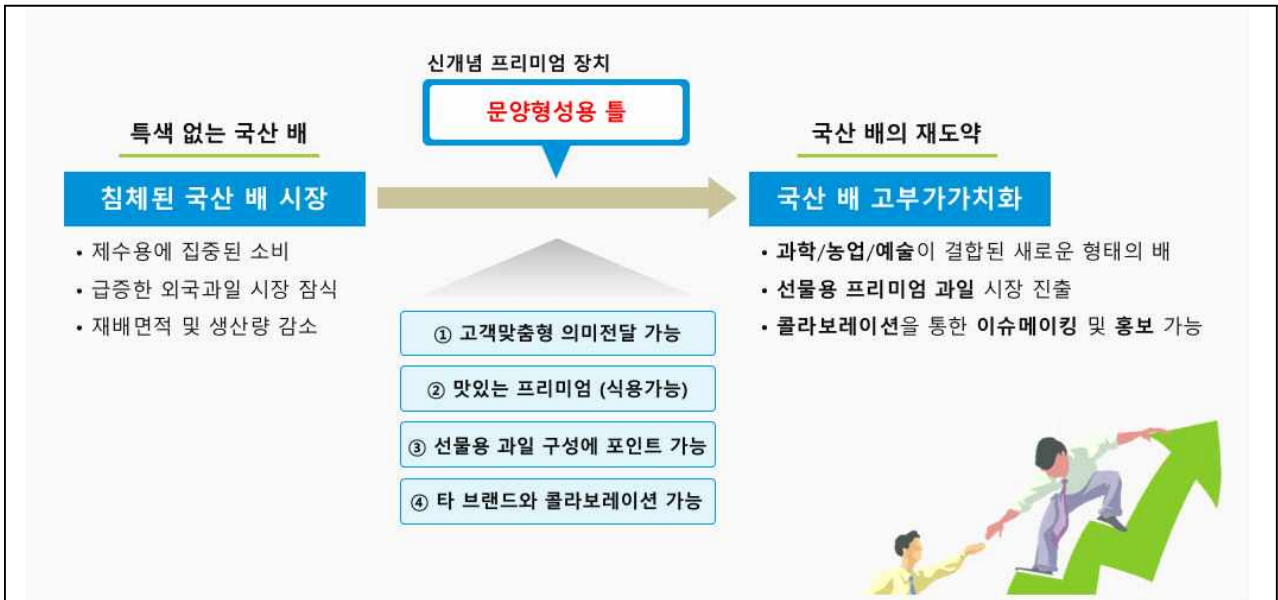 신개념 프리미엄 장치
문양형성용 틀
특색 없는 국산 배
침체된 국산 배 시장
• 제수용에 집중된 소비
• 급증한 외국과일 시장 잠식
• 재배면적 및 생산량 감소
① 고객맞춤형 의미전달 가능
② 맛있는 프리미엄 (식용가능)
③ 선물용 과일 구성에 포인트 가능
④ 타 브랜드와 콜라보레이션 가능
국산 배의 재도약
국산 배 고부가가치화
• 과학/농업/예술이 결합된 새로운 형태의 배
• 선물용 프리미엄 과일 시장 진출
• 콜라보레이션을 통한 이슈메이킹 및 홍보 가능